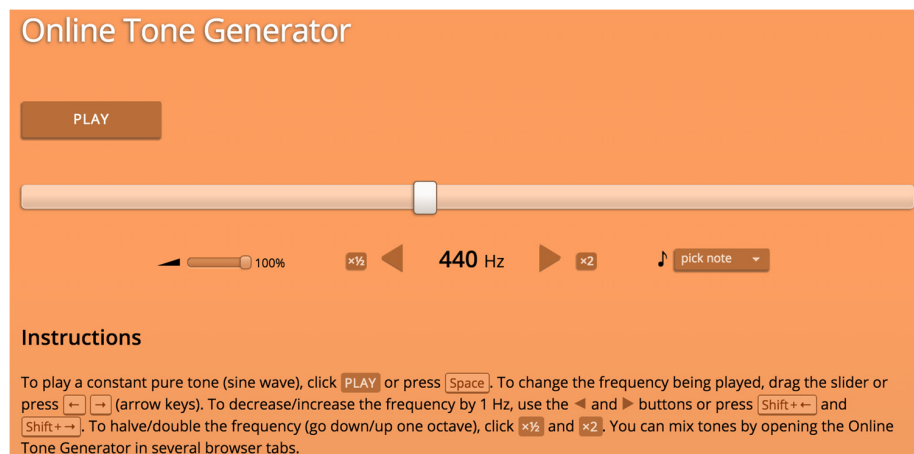 Online Tone Generator
PLAY
100% ×½ 440 Hz ×2 pick note
Instructions
To play a constant pure tone (sine wave), click PLAY or press Space. To change the frequency being played, drag the slider or
press ← → (arrow keys). To decrease/increase the frequency by 1 Hz, use the ◀ and ▶ buttons or press Shift+← and
Shift+→. To halve/double the frequency (go down/up one octave), click ×½ and ×2. You can mix tones by opening the Online
Tone Generator in several browser tabs.